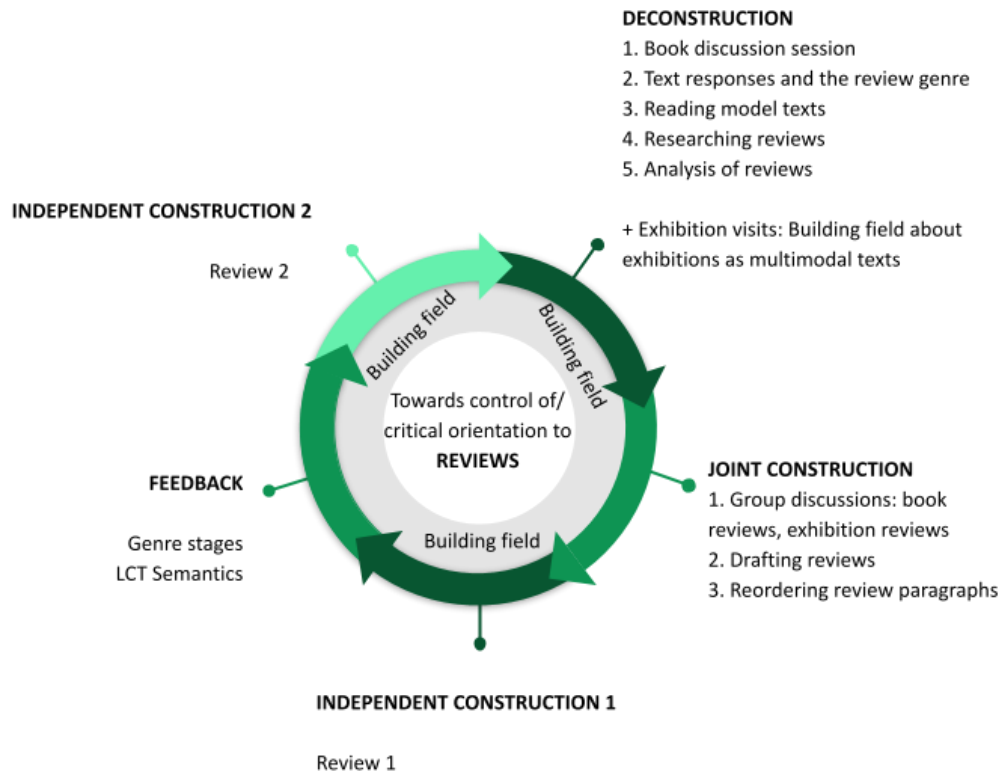 DECONSTRUCTION
1. Book discussion session
2. Text responses and the review genre
3. Reading model texts
4. Researching reviews
5. Analysis of reviews
+ Exhibition visits: Building field about
exhibitions as multimodal texts
INDEPENDENT CONSTRUCTION 2
Review 2
Building field
Building field
Towards control of/
critical orientation to
REVIEWS
Building field
JOINT CONSTRUCTION
1. Group discussions: book
reviews, exhibition reviews
2. Drafting reviews
3. Reordering review paragraphs
FEEDBACK
Genre stages
LCT Semantics
INDEPENDENT CONSTRUCTION 1
Review 1